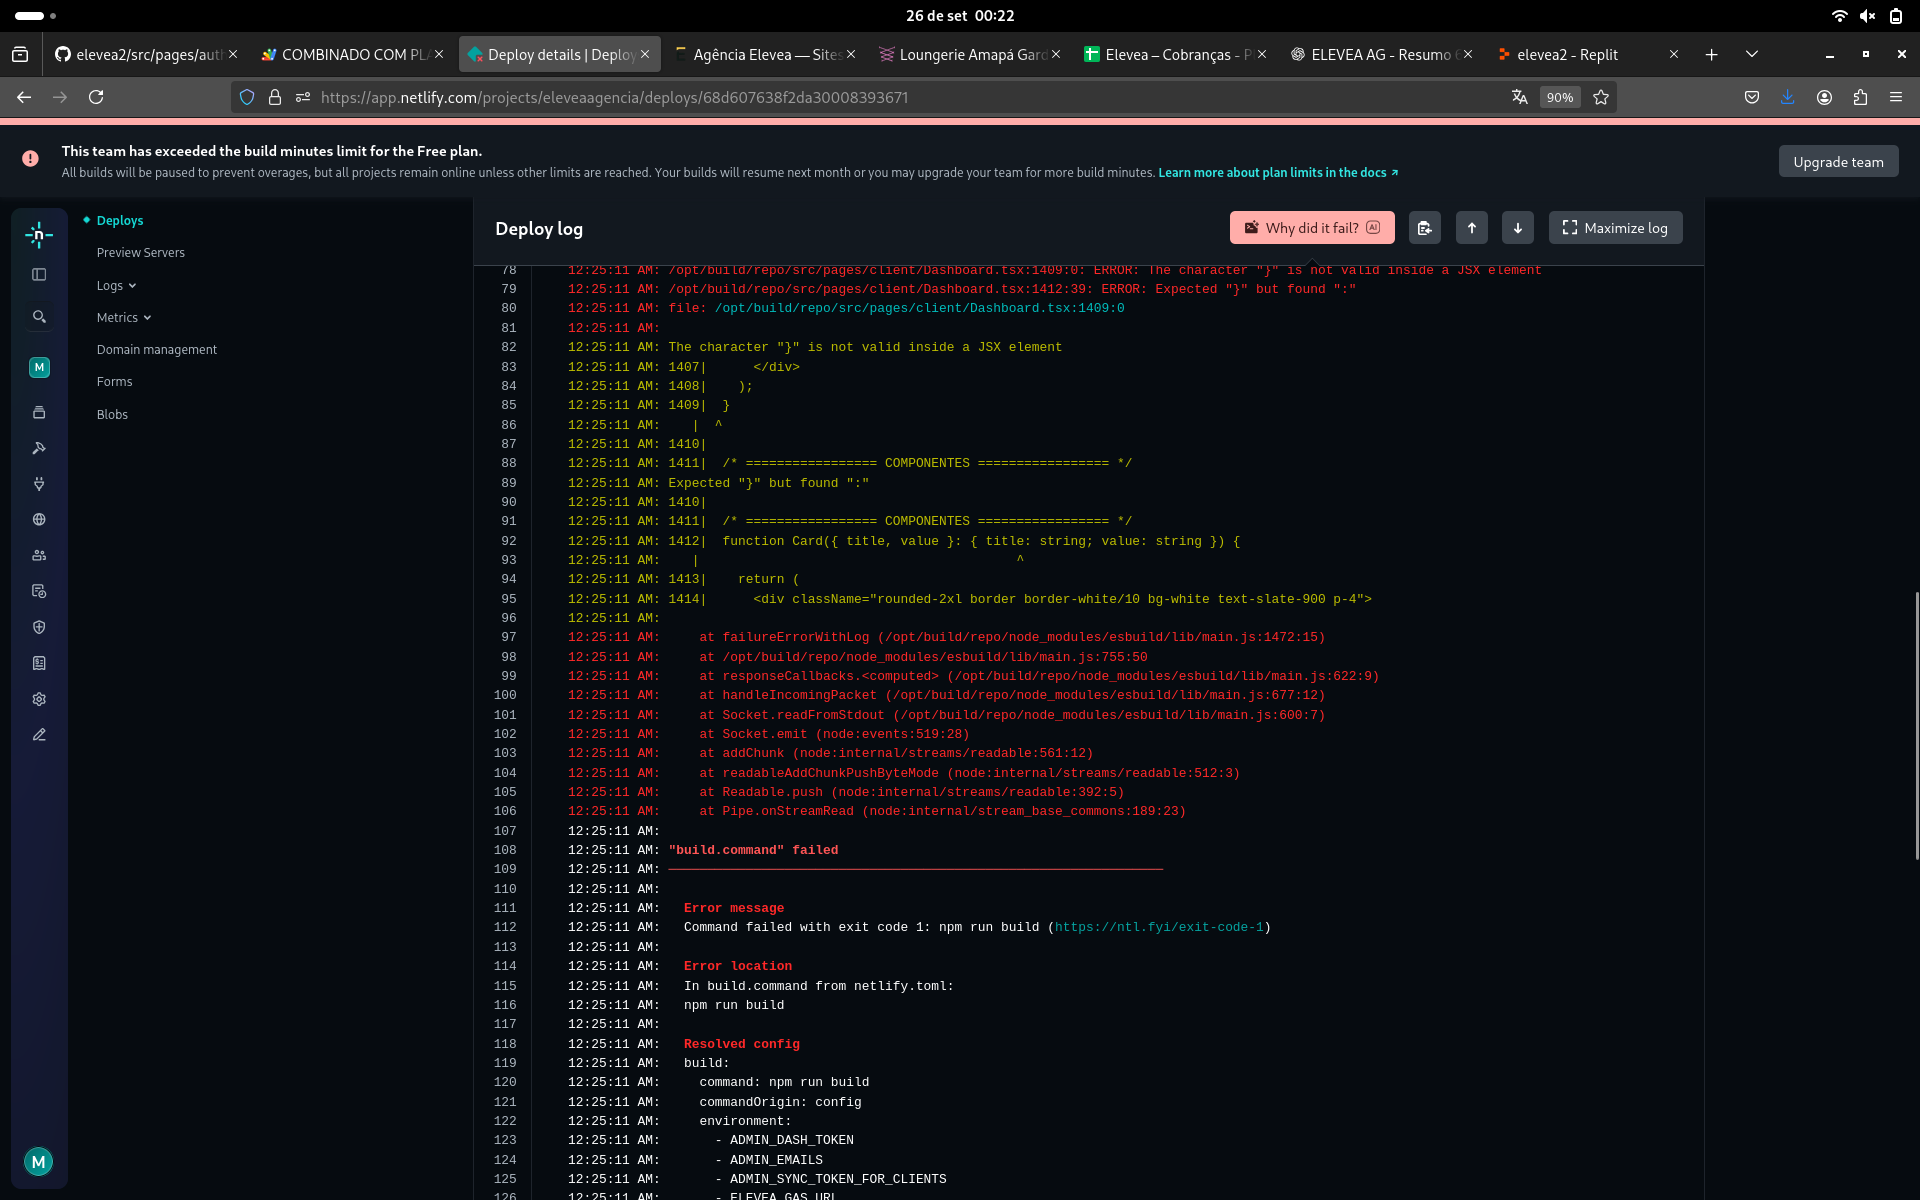 26 de set  00:22
elevea2/src/pages/auth
COMBINADO COM PLA
Deploy details | Deploy
Agência Elevea — Sites
Loungerie Amapá Gard
Elevea – Cobranças - P
ELEVEA AG - Resumo
elevea2 - Replit
https://app.netlify.com/projects/eleveaagencia/deploys/68d607638f2da30008393671
90%
This team has exceeded the build minutes limit for the Free plan.
All builds will be paused to prevent overages, but all projects remain online unless other limits are reached. Your builds will resume next month or you may upgrade your team for more build minutes. Learn more about plan limits in the docs
Upgrade team
n
M
M
Deploys
Preview Servers
Logs
Metrics
Domain management
Forms
Blobs
Deploy log
Why did it fail? AI
Maximize log
78 12:25:11 AM: /opt/build/repo/src/pages/client/Dashboard.tsx:1409:0: ERROR: The character "}" is not valid inside a JSX element
79 12:25:11 AM: /opt/build/repo/src/pages/client/Dashboard.tsx:1412:39: ERROR: Expected "}" but found ":"
80 12:25:11 AM: file: /opt/build/repo/src/pages/client/Dashboard.tsx:1409:0
81 12:25:11 AM:
82 12:25:11 AM: The character "}" is not valid inside a JSX element
83 12:25:11 AM: 1407|      </div>
84 12:25:11 AM: 1408|    );
85 12:25:11 AM: 1409|  }
86 12:25:11 AM:    |  ^
87 12:25:11 AM: 1410|
88 12:25:11 AM: 1411|  /* ================= COMPONENTES ================= */
89 12:25:11 AM: Expected "}" but found ":"
90 12:25:11 AM: 1410|
91 12:25:11 AM: 1411|  /* ================= COMPONENTES ================= */
92 12:25:11 AM: 1412|  function Card({ title, value }: { title: string; value: string }) {
93 12:25:11 AM:    |                                         ^
94 12:25:11 AM: 1413|    return (
95 12:25:11 AM: 1414|      <div className="rounded-2xl border border-white/10 bg-white text-slate-900 p-4">
96 12:25:11 AM:
97 12:25:11 AM:     at failureErrorWithLog (/opt/build/repo/node_modules/esbuild/lib/main.js:1472:15)
98 12:25:11 AM:     at /opt/build/repo/node_modules/esbuild/lib/main.js:755:50
99 12:25:11 AM:     at responseCallbacks.<computed> (/opt/build/repo/node_modules/esbuild/lib/main.js:622:9)
100 12:25:11 AM:     at handleIncomingPacket (/opt/build/repo/node_modules/esbuild/lib/main.js:677:12)
101 12:25:11 AM:     at Socket.readFromStdout (/opt/build/repo/node_modules/esbuild/lib/main.js:600:7)
102 12:25:11 AM:     at Socket.emit (node:events:519:28)
103 12:25:11 AM:     at addChunk (node:internal/streams/readable:561:12)
104 12:25:11 AM:     at readableAddChunkPushByteMode (node:internal/streams/readable:512:3)
105 12:25:11 AM:     at Readable.push (node:internal/streams/readable:392:5)
106 12:25:11 AM:     at Pipe.onStreamRead (node:internal/stream_base_commons:189:23)
107 12:25:11 AM:
108 12:25:11 AM: "build.command" failed
109 12:25:11 AM: ────────────────────────────────────────────────────────────────
110 12:25:11 AM:
111 12:25:11 AM:   Error message
112 12:25:11 AM:   Command failed with exit code 1: npm run build (https://ntl.fyi/exit-code-1)
113 12:25:11 AM:
114 12:25:11 AM:   Error location
115 12:25:11 AM:   In build.command from netlify.toml:
116 12:25:11 AM:   npm run build
117 12:25:11 AM:
118 12:25:11 AM:   Resolved config
119 12:25:11 AM:   build:
120 12:25:11 AM:     command: npm run build
121 12:25:11 AM:     commandOrigin: config
122 12:25:11 AM:     environment:
123 12:25:11 AM:       - ADMIN_DASH_TOKEN
124 12:25:11 AM:       - ADMIN_EMAILS
125 12:25:11 AM:       - ADMIN_SYNC_TOKEN_FOR_CLIENTS
126 12:25:11 AM:       - ELEVEA_GAS_URL